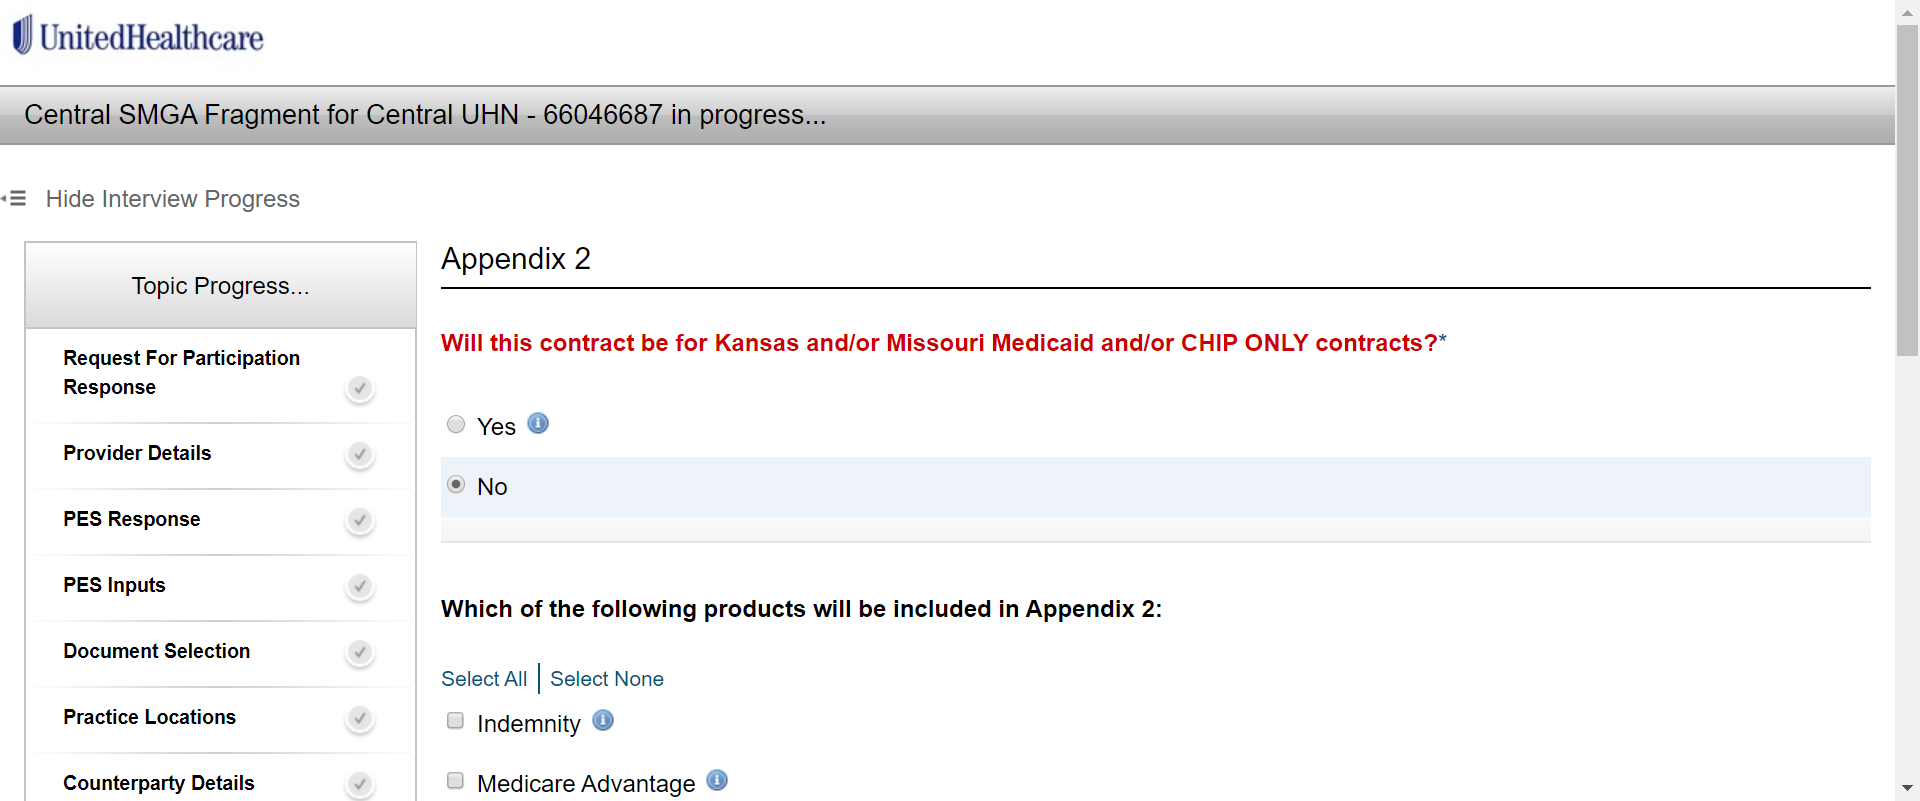 UnitedHealthcare
Central SMGA Fragment for Central UHN - 66046687 in progress...
Hide Interview Progress
Topic Progress...
Request For Participation
Response
Provider Details
PES Response
PES Inputs
Document Selection
Practice Locations
Counterparty Details
Appendix 2
Will this contract be for Kansas and/or Missouri Medicaid and/or CHIP ONLY contracts?*
Yes
No
Which of the following products will be included in Appendix 2:
Select All | Select None
Indemnity
Medicare Advantage